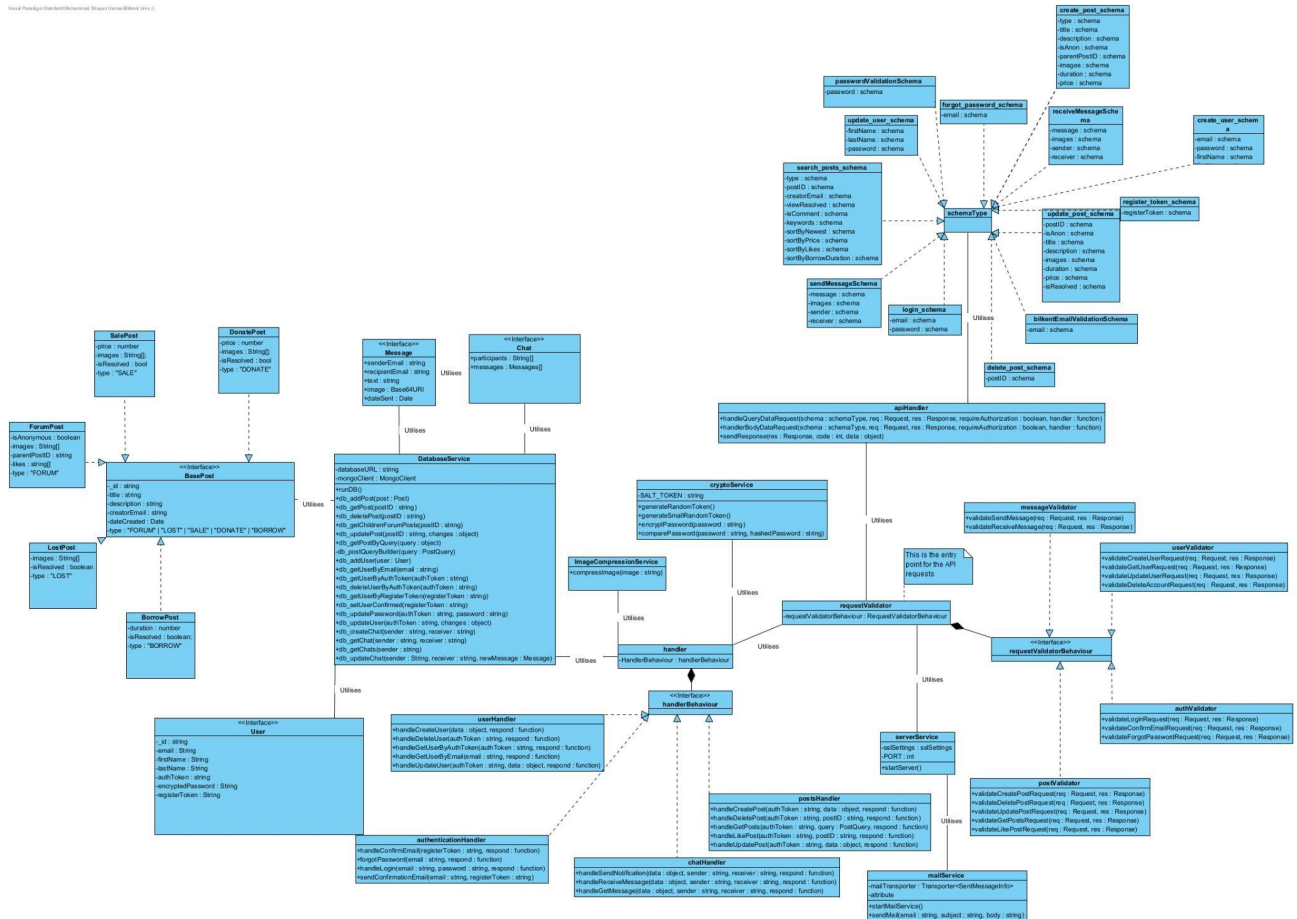 Visual Paradigm Standard(Muhammad Shayan Usman(Bilkent Univ.))
create_post_schema
-type : schema
-title : schema
-description : schema
-isAnon : schema
-parentPostID : schema
-images : schema
-duration : schema
-price : schema
passwordValidationSchema
-password : schema
forgot_password_schema
-email : schema
update_user_schema
-firstName : schema
-lastName : schema
-password : schema
receiveMessageSche
ma
-message : schema
-images : schema
-sender : schema
-receiver : schema
create_user_schem
a
-email : schema
-password : schema
-firstName : schema
search_posts_schema
-type : schema
-postID : schema
-creatorEmail : schema
-viewResolved : schema
-isComment : schema
-keywords : schema
-sortByNewest : schema
-sortByPrice : schema
-sortByLikes : schema
-sortByBorrowDuration : schema
schemaType
register_token_schema
-registerToken : schema
update_post_schema
-postID : schema
-isAnon : schema
-title : schema
-description : schema
-images : schema
-duration : schema
-price : schema
-isResolved : schema
sendMessageSchema
-message : schema
-images : schema
-sender : schema
-receiver : schema
login_schema
-email : schema
-password : schema
Utilises
bilkentEmailValidationSchema
-email : schema
delete_post_schema
-postID : schema
SalePost
-price : number
-images : String[];
-isResolved : bool
-type : "SALE"
DonatePost
-price : number
-images : String[];
-isResolved : bool
-type : "DONATE"
<<Interface>>
Message
+senderEmail : string
+recipientEmail : string
+text : string
+image : Base64URI
+dateSent : Date
Utilises
<<Interface>>
Chat
+participants : String[]
+messages : Messages[]
Utilises
Utilises
apiHandler
+handleQueryDataRequest(schema : schemaType, req : Request, res : Response, requireAuthorization : boolean, handler : function)
+handleBodyDataRequest(schema : schemaType, req : Request, res : Response, requireAuthorization : boolean, handler : function)
+sendResponse(res : Response, code : int, data : object)
ForumPost
-isAnonymous : boolean
-images : String[]
-parentPostID : string
-likes : string[]
-type : "FORUM"
<<Interface>>
BasePost
-_id : string
-title : string
-description : string
-creatorEmail : string
-dateCreated : Date
-type : "FORUM" | "LOST" | "SALE" | "DONATE" | "BORROW"
Utilises
DatabaseService
-databaseURL : string
-mongoClient : MongoClient
+runDB()
+db_addPost(post : Post)
+db_getPost(postID : string)
+db_deletePost(postID : string)
+db_getChildrenForumPosts(postID : string)
+db_updatePost(postID : string, changes : object)
+db_getPostByQuery(query : object)
-db_postQueryBuilder(query : PostQuery)
+db_addUser(user : User)
+db_getUserByEmail(email : string)
+db_getUserByAuthToken(authToken : string)
+db_deleteUserByAuthToken(authToken : string)
+db_getUserByRegisterToken(registerToken : string)
+db_setUserConfirmed(registerToken : string)
+db_updatePassword(authToken : string, password : string)
+db_updateUser(authToken : string, changes : object)
+db_createChat(sender : string, receiver : string)
+db_getChat(sender : string, receiver : string)
+db_getChats(sender : string)
+db_updateChat(sender : String, receiver : string, newMessage : Message)
cryptoService
-SALT_TOKEN : string
+generateRandomToken()
+generateSmallRandomToken()
+encryptPassword(password : string)
+comparePassword(password : string, hashedPassword : string)
Utilises
messageValidator
+validateSendMessage(req : Request, res : Response)
+validateReceiveMessage(req : Request, res : Response)
LostPost
-images : String[]
-isResolved : boolean
-type : "LOST"
ImageCompressionService
+compressImage(image : string)
This is the entry
point for the API
requests
userValidator
+validateCreateUserRequest(req : Request, res : Response)
+validateGetUserRequest(req : Request, res : Response)
+validateUpdateUserRequest(req : Request, res : Response)
+validateDeleteAccountRequest(req : Request, res : Response)
BorrowPost
-duration : number
-isResolved : boolean;
-type : "BORROW"
Utilises
Utilises
requestValidator
-requestValidatorBehaviour : RequestValidatorBehaviour
<<Interface>>
requestValidatorBehaviour
Utilises
handler
-HandlerBehaviour : handlerBehaviour
Utilises
Utilises
Utilises
<<Interface>>
handlerBehaviour
<<Interface>>
User
-_id : string
-email : String
-firstName : String
-lastName : String
-authToken : string
-encryptedPassword : String
-registerToken : String
userHandler
+handleCreateUser(data : object, respond : function)
+handleDeleteUser(authToken : string, respond : function)
+handleGetUserByAuthToken(authToken : string, respond : function)
+handleGetUserByEmail(email : string, respond : function)
+handleUpdateUser(authToken : string, data : object, respond : function)
authValidator
+validateLoginRequest(req : Request, res : Response)
+validateConfirmEmailRequest(req : Request, res : Response)
+validateForgotPasswordRequest(req : Request, res : Response)
serverService
-sslSettings : sslSettings
-PORT : int
+startServer()
postValidator
+validateCreatePostRequest(req : Request, res : Response)
+validateDeletePostRequest(req : Request, res : Response)
+validateUpdatePostRequest(req : Request, res : Response)
+validateGetPostsRequest(req : Request, res : Response)
+validateLikePostRequest(req : Request, res : Response)
postsHandler
+handleCreatePost(authToken : string, data : object, respond : function)
+handleDeletePost(authToken : string, postID : string, respond : function)
+handleGetPosts(authToken : string, query : PostQuery, respond : function)
+handleLikePost(authToken : string, postID : string, respond : function)
+handleUpdatePost(authToken : string, data : object, respond : function)
Utilises
authenticationHandler
+handleConfirmEmail(registerToken : string, respond : function)
+forgotPassword(email : string, respond : function)
+handleLogin(email : string, password : string, respond : function)
+sendConfirmationEmail(email : string, registerToken : string)
chatHandler
+handleSendNotification(data : object, sender : string, receiver : string, respond : function)
+handleReceiveMessage(data : object, sender : string, receiver : string, respond : function)
+handleGetMessage(data : object, sender : string, receiver : string, respond : function)
mailService
-mailTransporter : Transporter<SentMessageInfo>
-attribute
+startMailService()
+sendMail(email : string, subject : string, body : string)